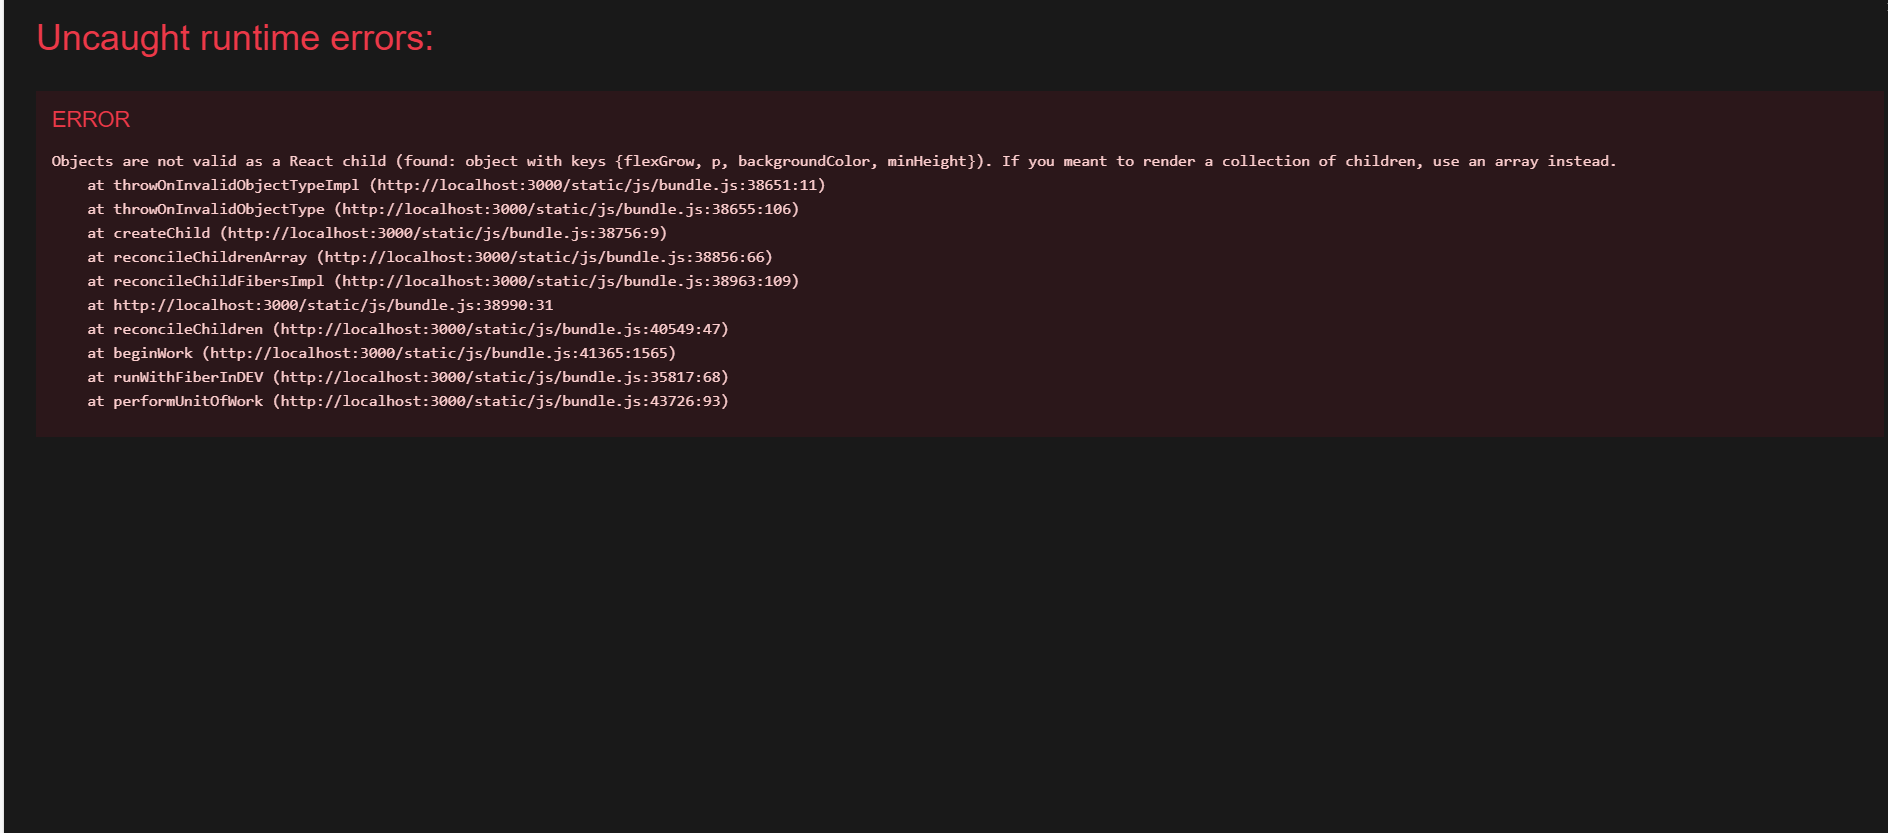 Uncaught runtime errors:
ERROR
Objects are not valid as a React child (found: object with keys {flexGrow, p, backgroundColor, minHeight}). If you meant to render a collection of children, use an array instead.
    at throwOnInvalidObjectTypeImpl (http://localhost:3000/static/js/bundle.js:38651:11)
    at throwOnInvalidObjectType (http://localhost:3000/static/js/bundle.js:38655:106)
    at createChild (http://localhost:3000/static/js/bundle.js:38756:9)
    at reconcileChildrenArray (http://localhost:3000/static/js/bundle.js:38856:66)
    at reconcileChildFibersImpl (http://localhost:3000/static/js/bundle.js:38963:109)
    at http://localhost:3000/static/js/bundle.js:38990:31
    at reconcileChildren (http://localhost:3000/static/js/bundle.js:40549:47)
    at beginWork (http://localhost:3000/static/js/bundle.js:41365:1565)
    at runWithFiberInDEV (http://localhost:3000/static/js/bundle.js:35817:68)
    at performUnitOfWork (http://localhost:3000/static/js/bundle.js:43726:93)